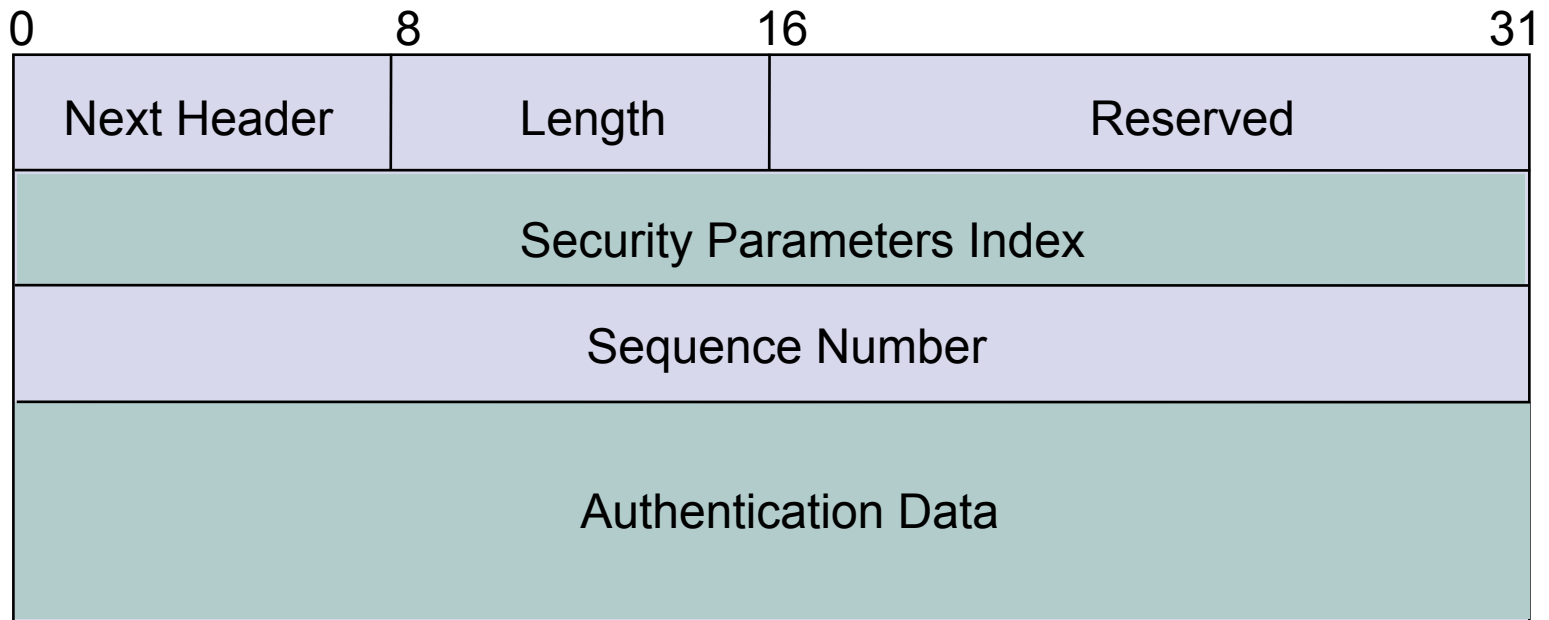 0 8 16 31
Next Header Length Reserved
Security Parameters Index
Sequence Number
Authentication Data